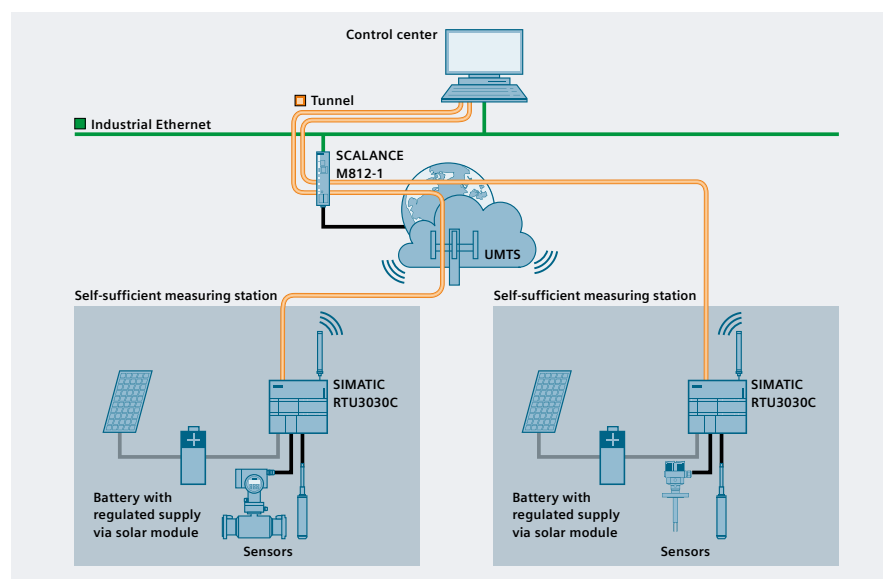 Control center
Tunnel
Industrial Ethernet
SCALANCE
M812-1
UMTS
Self-sufficient measuring station
SIMATIC
RTU3030C
Battery with
regulated supply
via solar module
Sensors
Self-sufficient measuring station
SIMATIC
RTU3030C
Battery with
regulated supply
via solar module
Sensors